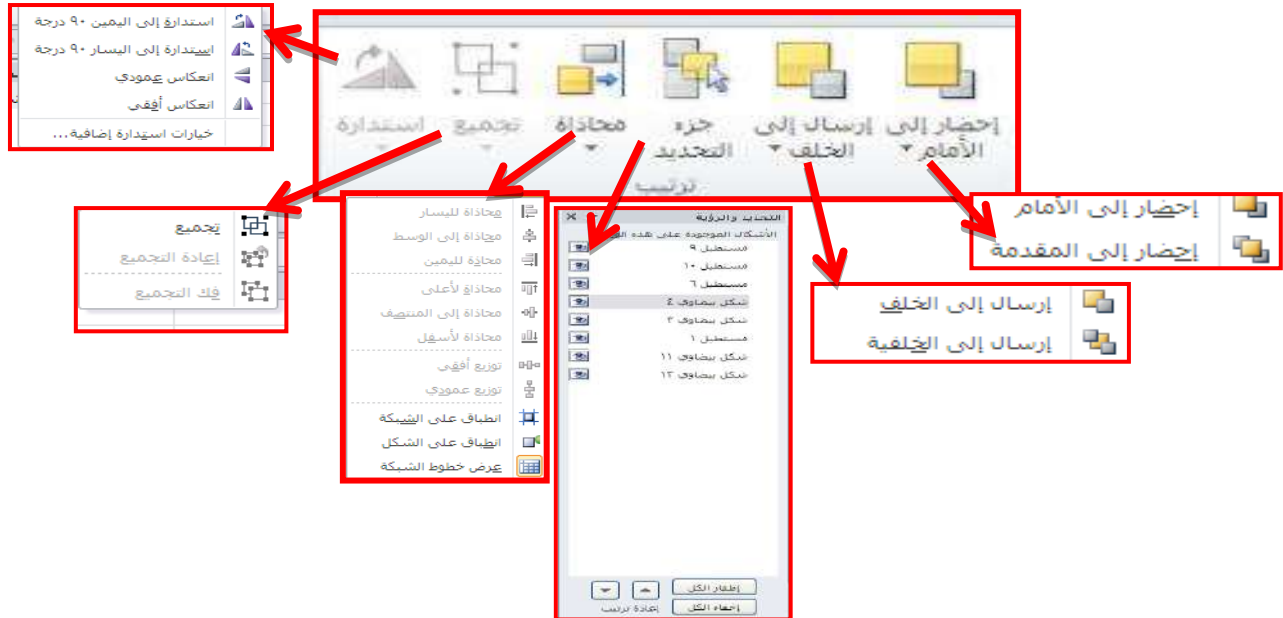 إحضار إلى الأمام
إرسال إلى الخلف
جزء التحديد
محاذاة
تجميع
استدارة
ترتيب
استدارة إلى اليمين ٩٠ درجة
استدارة إلى اليسار ٩٠ درجة
انعكاس عمودي
انعكاس أفقي
خيارات استدارة إضافية...
تجميع
إعادة التجميع
فك التجميع
محاذاة لليسار
محاذاة إلى الوسط
محاذة لليمين
محاذاة لأعلى
محاذاة إلى المنتصف
محاذاة لأسفل
توزيع أفقي
توزيع عمودي
انطباق على الشبكة
انطباق على الشكل
عرض خطوط الشبكة
التحديد والرؤية
الأشكال الموجودة على هذه
مستطيل ٩
مستطيل ١٠
مستطيل ٦
شكل بيضاوي ٤
شكل بيضاوي ٣
مستطيل ١
شكل بيضاوي ١١
شكل بيضاوي ١٢
إظهار الكل
إخفاء الكل
إعادة ترتيب
إحضار إلى الأمام
إحضار إلى المقدمة
إرسال إلى الخلف
إرسال إلى الخلفية